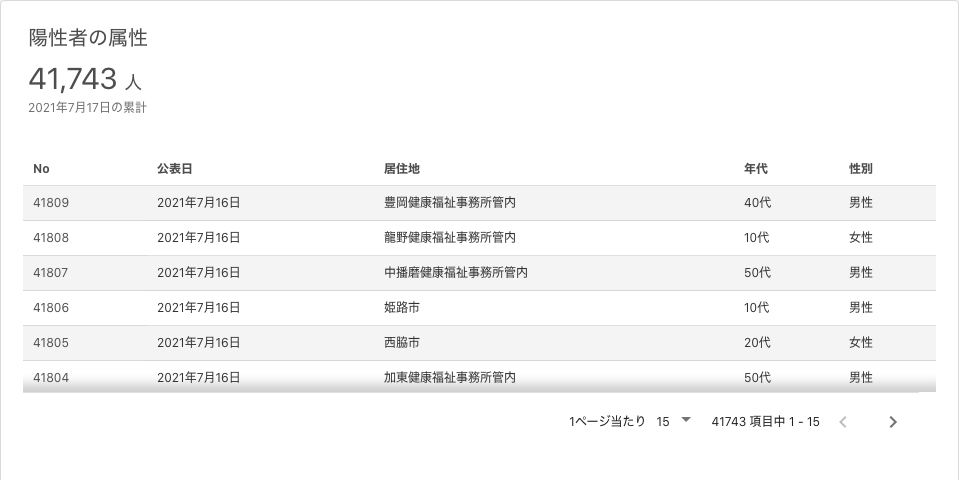 陽性者の属性
41,743 人
2021年7月17日の累計
No 公表日 居住地 年代 性別
41809 2021年7月16日 豊岡健康福祉事務所管内 40代 男性
41808 2021年7月16日 龍野健康福祉事務所管内 10代 女性
41807 2021年7月16日 中播磨健康福祉事務所管内 50代 男性
41806 2021年7月16日 姫路市 10代 男性
41805 2021年7月16日 西脇市 20代 女性
41804 2021年7月16日 加東健康福祉事務所管内 50代 男性
1ページ当たり 15 41743 項目中 1 - 15